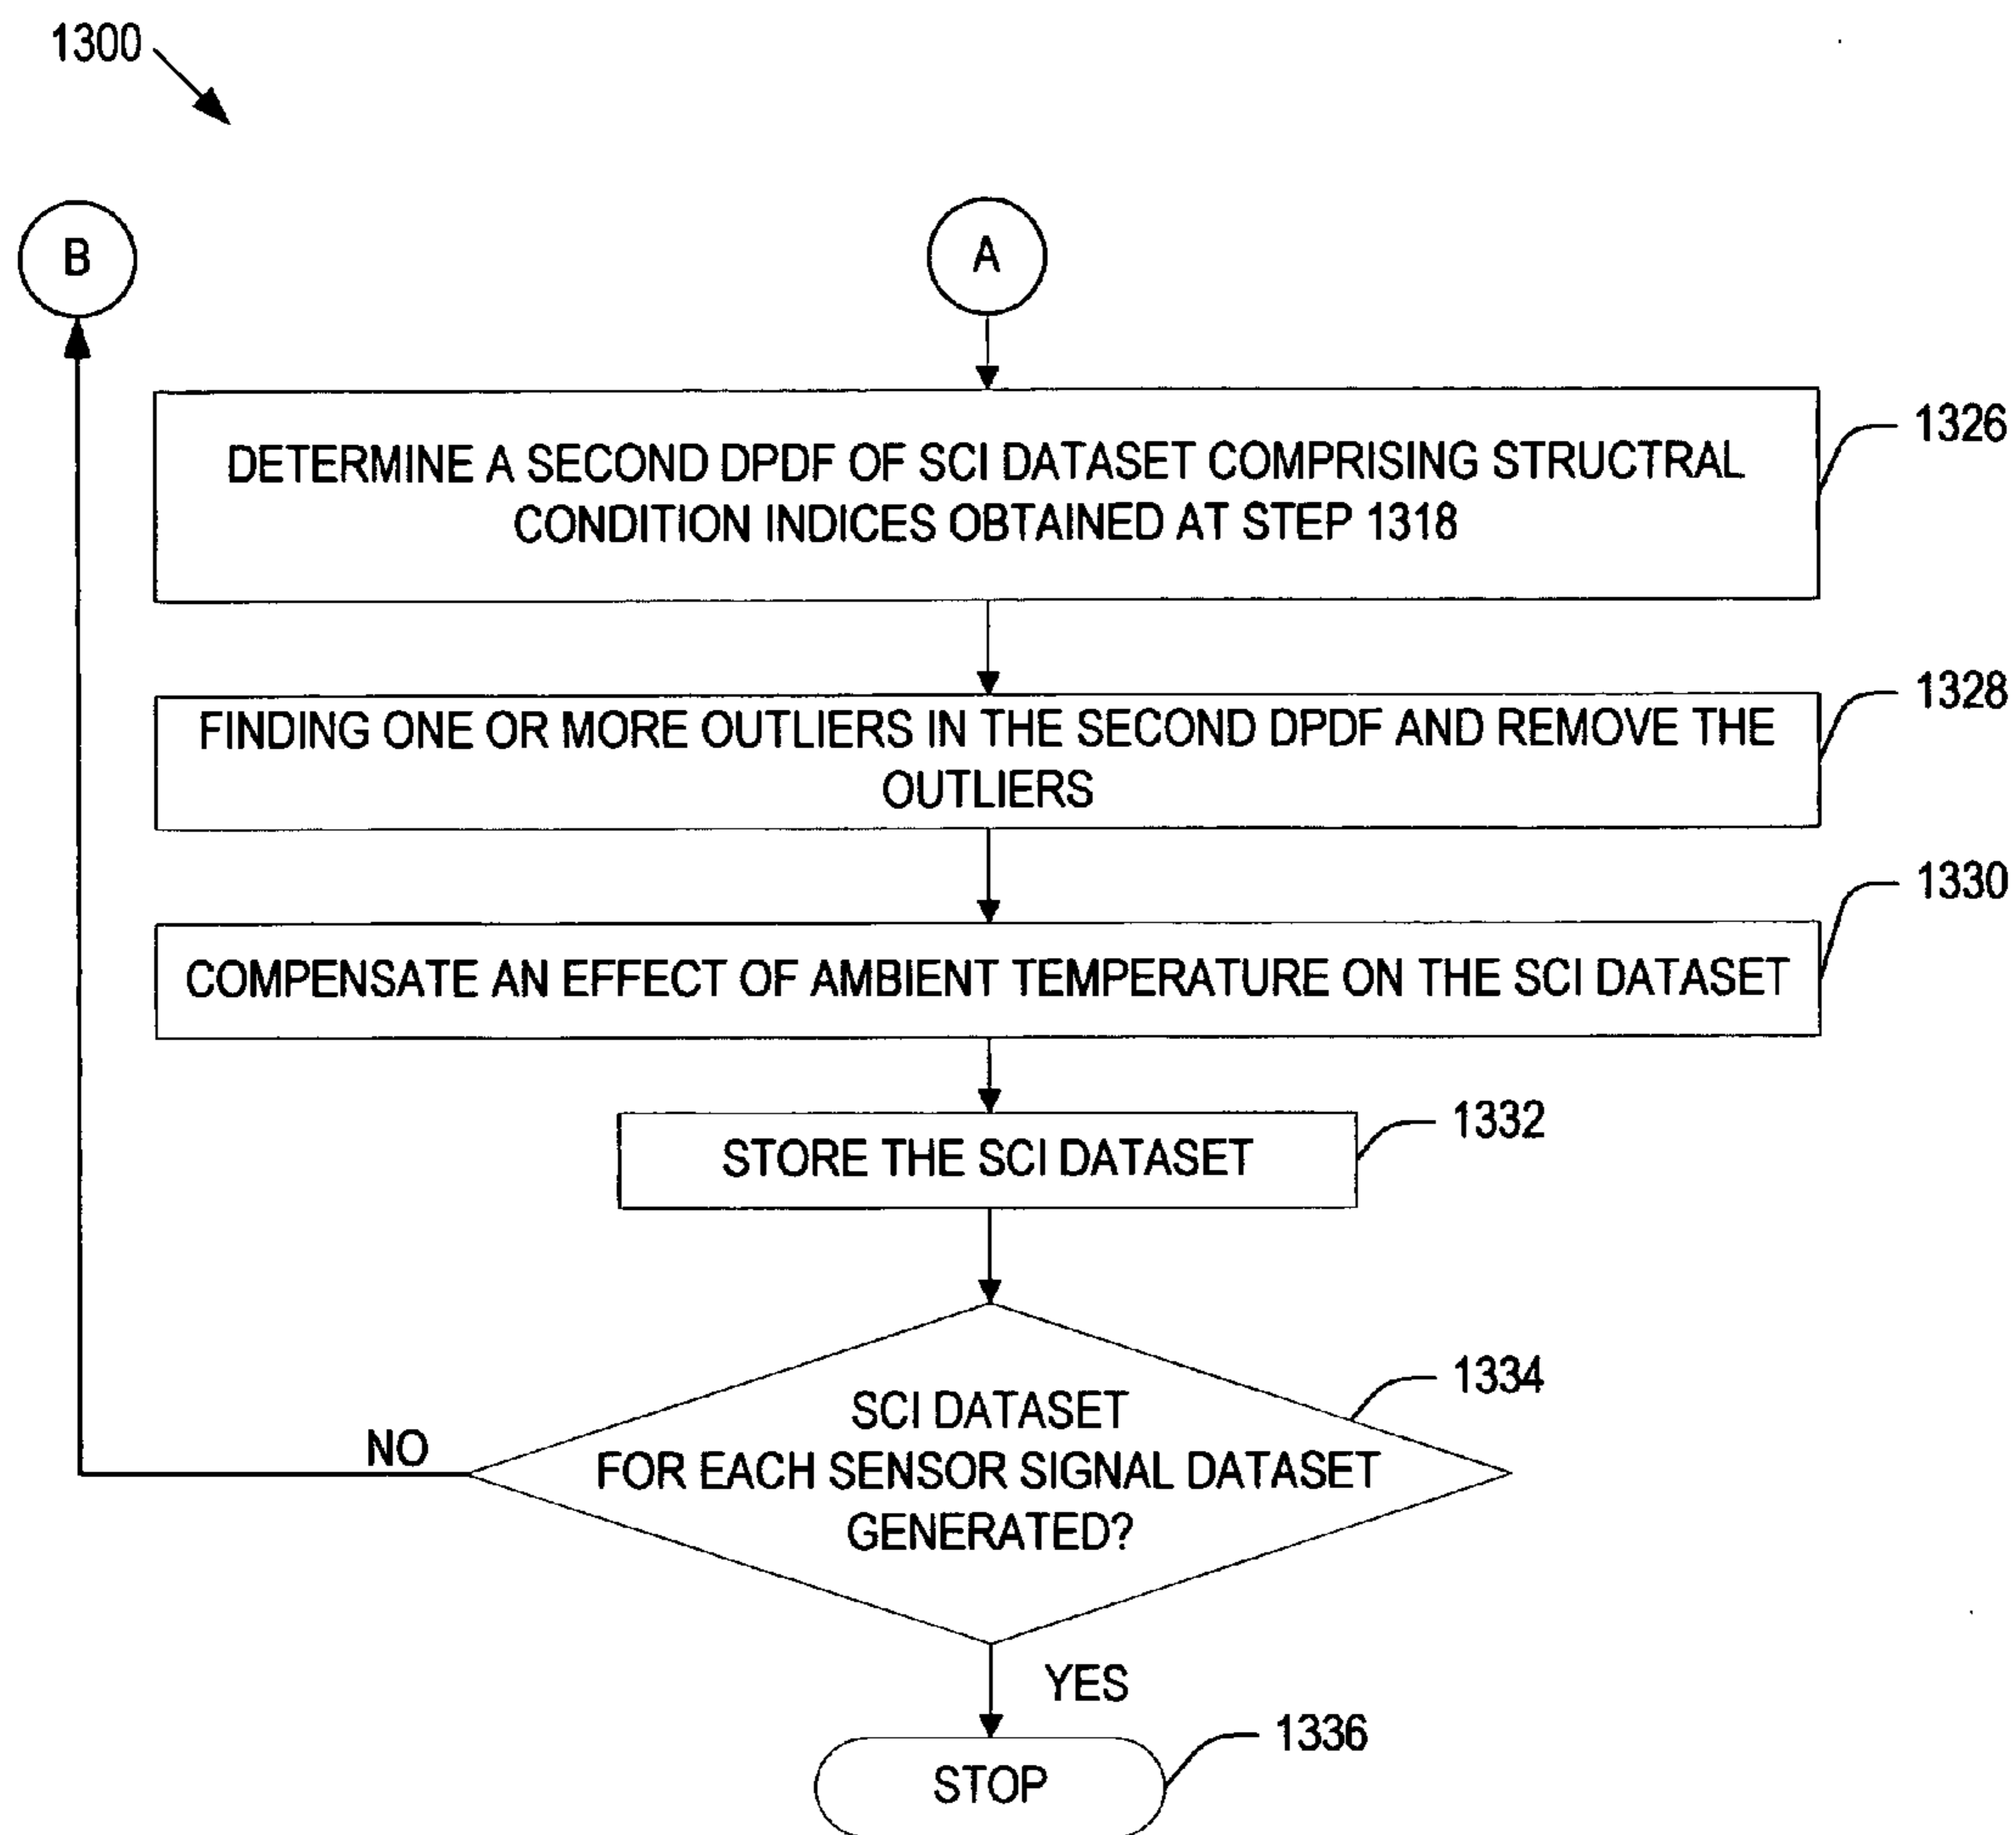 1300
B
A
DETERMINE A SECOND DPDF OF SCI DATASET COMPRISING STRUCTRAL
CONDITION INDICES OBTAINED AT STEP 1318
1326
FINDING ONE OR MORE OUTLIERS IN THE SECOND DPDF AND REMOVE THE
OUTLIERS
1328
COMPENSATE AN EFFECT OF AMBIENT TEMPERATURE ON THE SCI DATASET
1330
STORE THE SCI DATASET
1332
SCI DATASET
FOR EACH SENSOR SIGNAL DATASET
GENERATED?
1334
NO
YES
STOP
1336